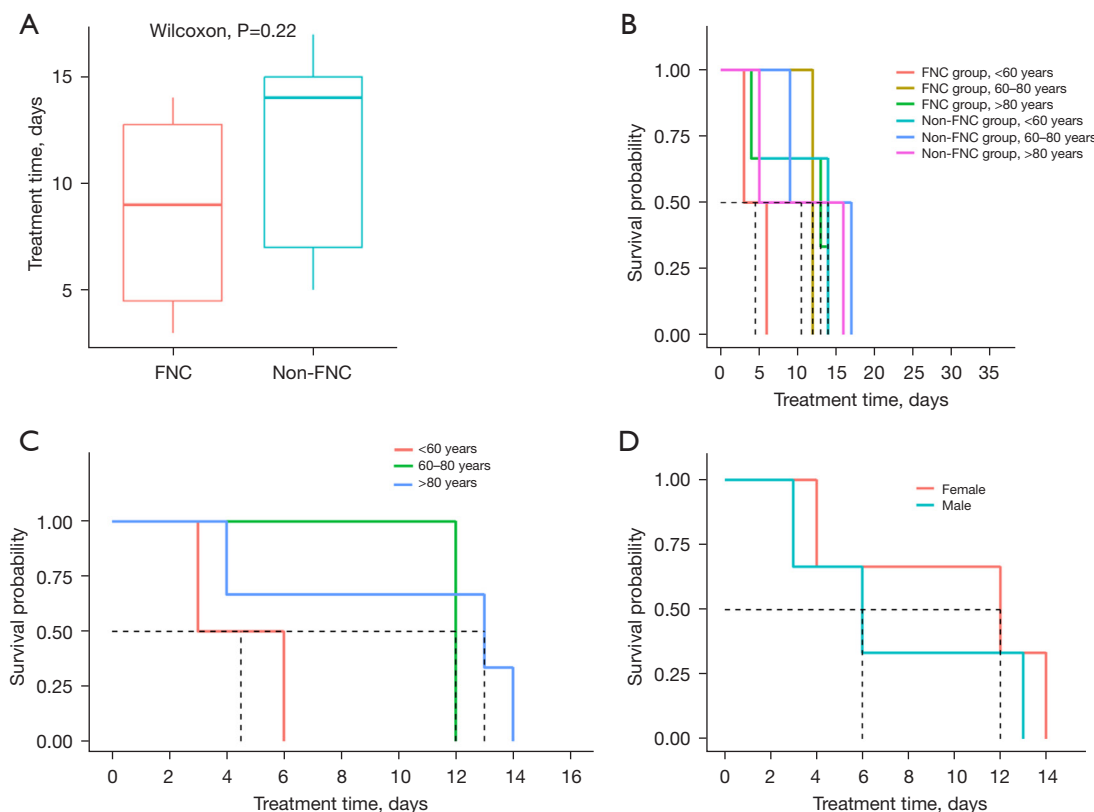 A
Wilcoxon, P=0.22
Treatment time, days
15
10
5
FNC Non-FNC
B
FNC group, <60 years
FNC group, 60–80 years
FNC group, >80 years
Non-FNC group, <60 years
Non-FNC group, 60–80 years
Non-FNC group, >80 years
Survival probability
1.00
0.75
0.50
0.25
0.00
0 5 10 15 20 25 30 35
Treatment time, days
C
<60 years
60–80 years
>80 years
Survival probability
1.00
0.75
0.50
0.25
0.00
0 2 4 6 8 10 12 14 16
Treatment time, days
D
Female
Male
Survival probability
1.00
0.75
0.50
0.25
0.00
0 2 4 6 8 10 12 14
Treatment time, days